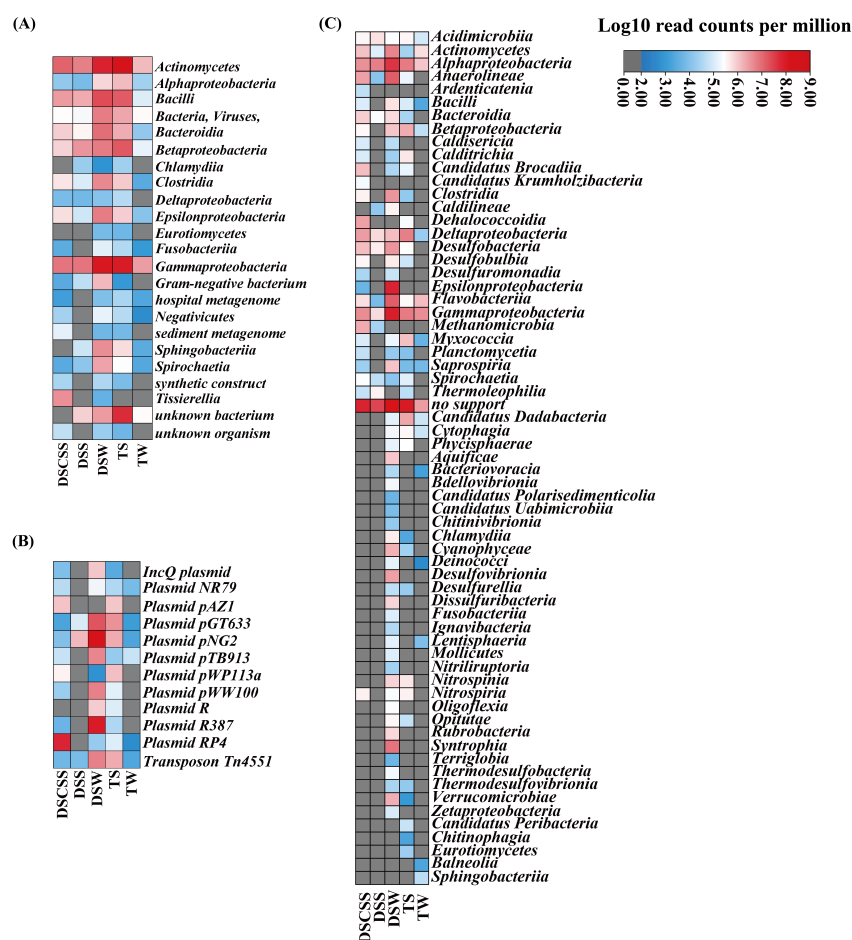 (A)
Actinomycetes
Alphaproteobacteria
Bacilli
Bacteria, Viruses,
Bacteroidia
Betaproteobacteria
Chlamydiia
Clostridia
Deltaproteobacteria
Epsilonproteobacteria
Eurotiomycetes
Fusobacteriia
Gammaproteobacteria
Gram-negative bacterium
hospital metagenome
Negativicutes
sediment metagenome
Sphingobacteriia
Spirochaetia
synthetic construct
Tissierellia
unknown bacterium
unknown organism
DSCSS
DSS
DSW
TS
TW
(B)
IncQ plasmid
Plasmid NR79
Plasmid pAZ1
Plasmid pGT633
Plasmid pNG2
Plasmid pTB913
Plasmid pWP113a
Plasmid pWW100
Plasmid R
Plasmid R387
Plasmid RP4
Transposon Tn4551
DSCSS
DSS
DSW
TS
TW
(C)
Acidimicrobiia
Actinomycetes
Alphaproteobacteria
Anaerolineae
Ardenticatenia
Bacilli
Bacteroidia
Betaproteobacteria
Caldisericia
Calditrichia
Candidatus Brocadiia
Candidatus Krumholzibacteria
Clostridia
Caldilineae
Dehalococcoidia
Deltaproteobacteria
Desulfobacteria
Desulfobulbia
Desulfuromonadia
Epsilonproteobacteria
Flavobacteriia
Gammaproteobacteria
Methanomicrobia
Myxococcia
Planctomycetia
Saprospiria
Spirochaetia
Thermoleophilia
no support
Candidatus Dadabacteria
Cytophagia
Phycisphaerae
Aquificae
Bacteriovoracia
Bdellovibrionia
Candidatus Polarisedimenticolia
Candidatus Uabimicrobiia
Chitinivibrionia
Chlamydiia
Cyanophyceae
Deinococci
Desulfovibrionia
Desulfurellia
Dissulfuribacteria
Fusobacteriia
Ignavibacteria
Lentisphaeria
Mollicutes
Nitriliruptoria
Nitrospinia
Nitrospiria
Oligoflexia
Opitutae
Rubrobacteria
Syntrophia
Terriglobia
Thermodesulfobacteria
Thermodesulfovibrionia
Verrucomicrobiae
Zetaproteobacteria
Candidatus Peribacteria
Chitinophagia
Eurotiomycetes
Balneolia
Sphingobacteriia
DSCSS
DSS
DSW
TS
TW
Log10 read counts per million
0.00
2.00
3.00
4.00
5.00
6.00
7.00
8.00
9.00